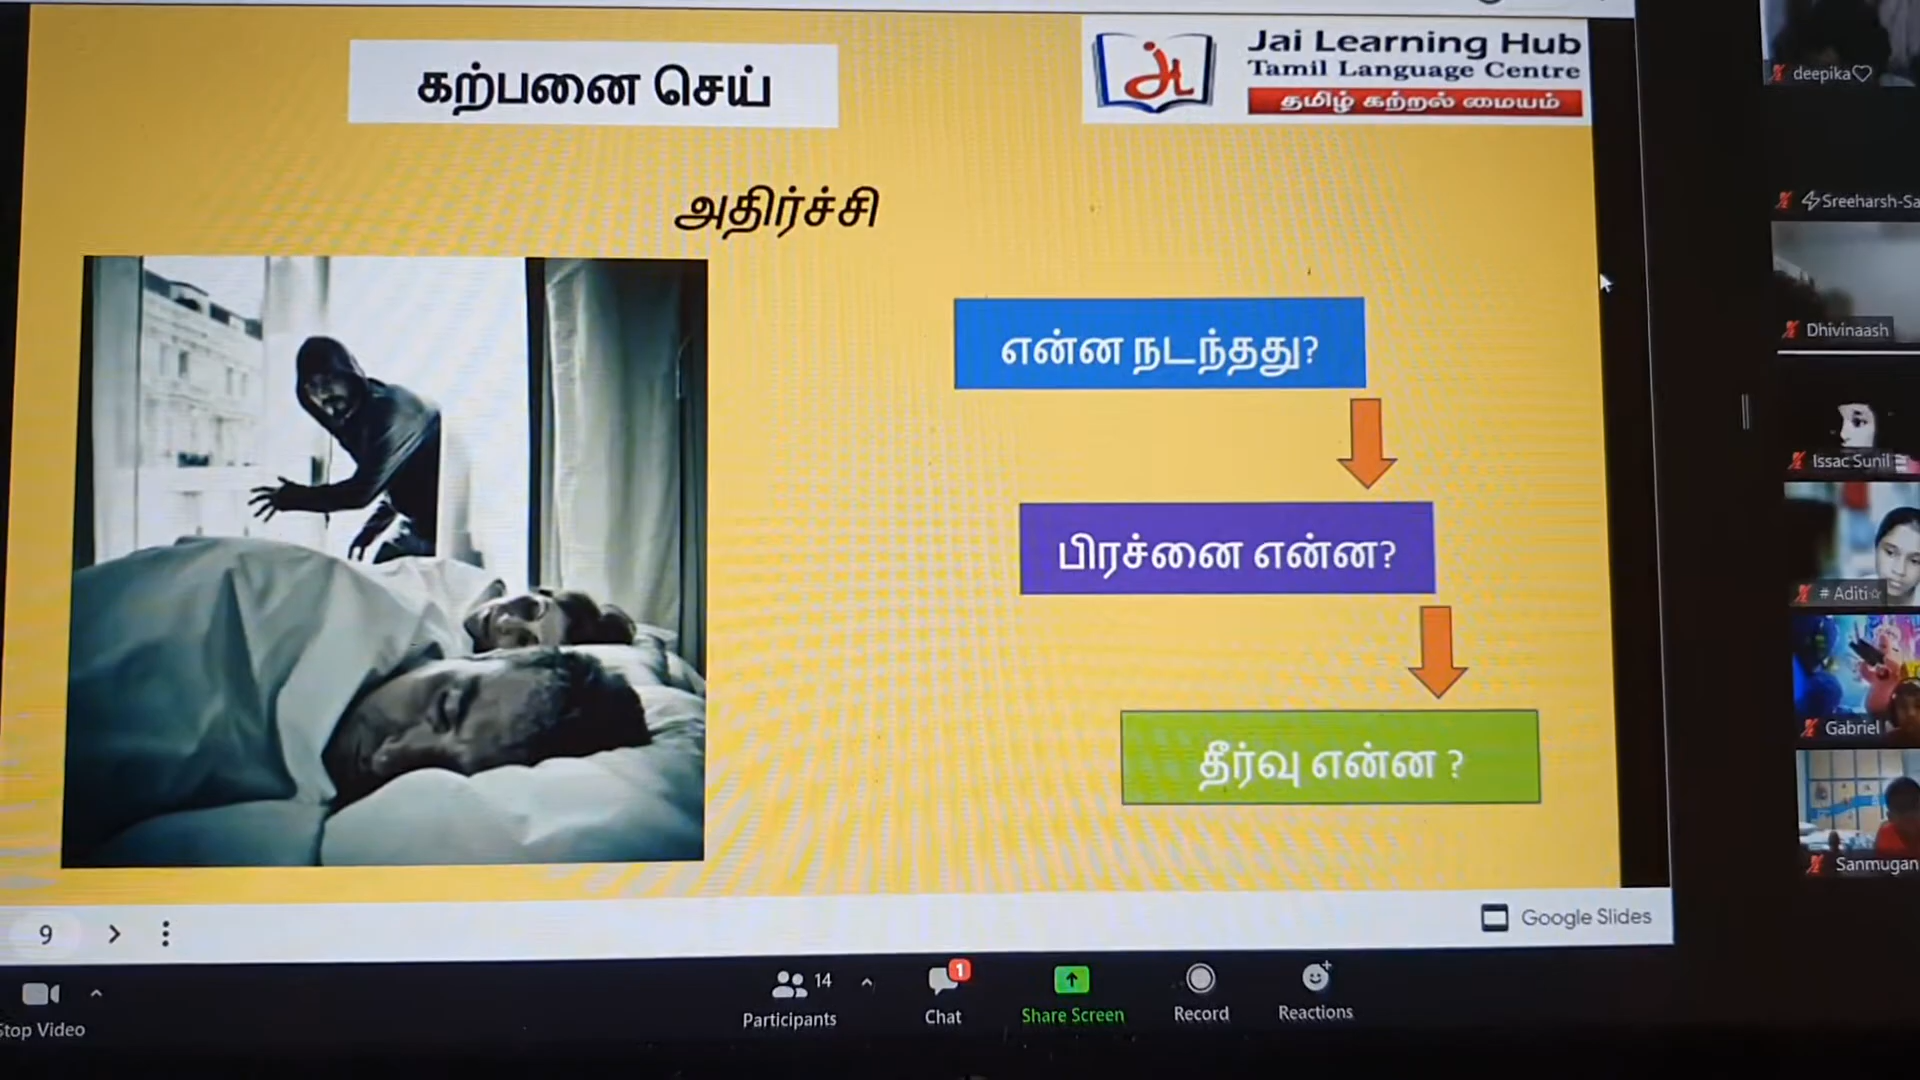 கற்பனை செய்
Jai Learning Hub
Tamil Language Centre
தமிழ் கற்றல் மையம்
அதிர்ச்சி
என்ன நடந்தது?
பிரச்னை என்ன?
தீர்வு என்ன ?
deepika♡
Sreeharsh-Sa
Dhivinaash
Issac Sunil
# Aditi☆
Gabriel
Sanmugan
9
Google Slides
Stop Video
14
Participants
1
Chat
Share Screen
Record
Reactions